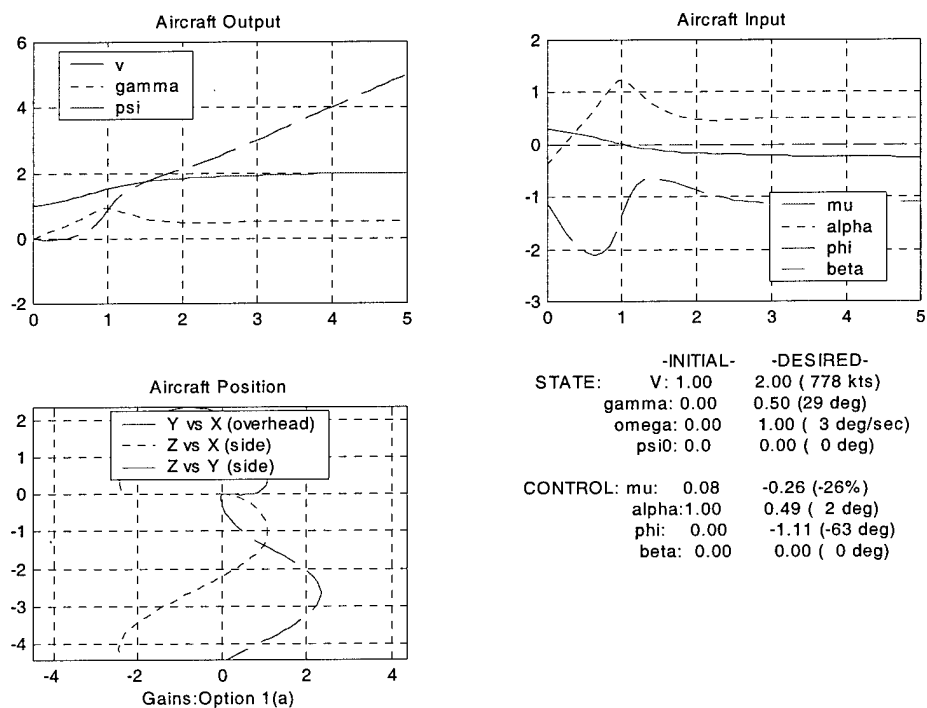 Aircraft Output
6
4
2
0
-2
v
gamma
psi
0 1 2 3 4 5
Aircraft Input
2
1
0
-1
-2
-3
mu
alpha
phi
beta
0 1 2 3 4 5
Aircraft Position
2
1
0
-1
-2
-3
-4
Y vs X (overhead)
Z vs X (side)
Z vs Y (side)
-4 -2 0 2 4
Gains:Option 1(a)
-INITIAL- -DESIRED-
STATE: V: 1.00 2.00 ( 778 kts)
gamma: 0.00 0.50 (29 deg)
omega: 0.00 1.00 ( 3 deg/sec)
psi0: 0.0 0.00 ( 0 deg)
CONTROL: mu: 0.08 -0.26 (-26%)
alpha:1.00 0.49 ( 2 deg)
phi: 0.00 -1.11 (-63 deg)
beta: 0.00 0.00 ( 0 deg)